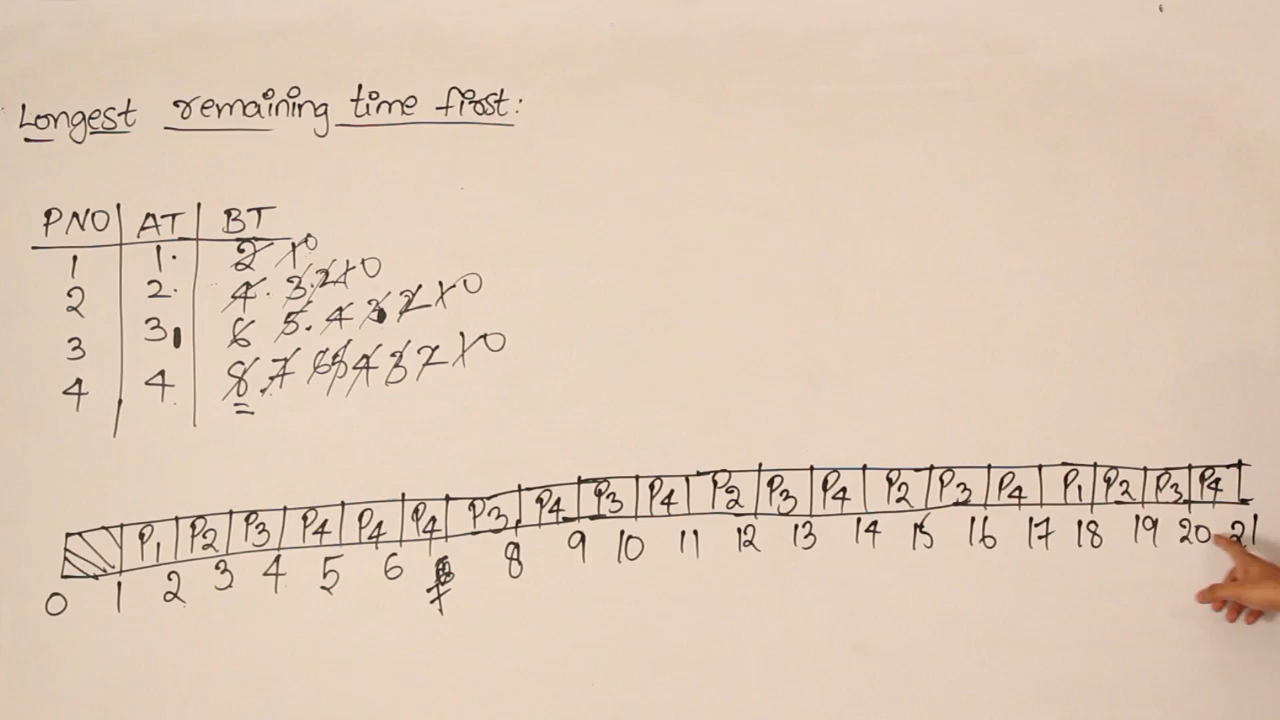 Longest remaining time first:
PNO AT BT
1 1. 2 1 0
2 2. 4. 3. 2 1 0
3 3 6 5. 4 3 2 1 0
4 4 8. 7 6 5 4 3 2 1 0
P1 P2 P3 P4 P4 P4 P3 P4 P3 P4 P2 P3 P4 P2 P3 P4 P1 P2 P3 P4
0 1 2 3 4 5 6 7 8 9 10 11 12 13 14 15 16 17 18 19 20 21